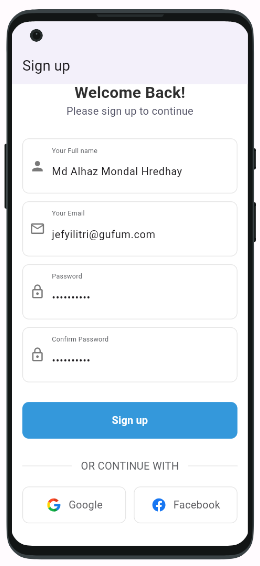 Sign up
Welcome Back!
Please sign up to continue
Your Full name
Md Alhaz Mondal Hredhay
Your Email
jefyilitri@gufum.com
Password
••••••••••
Confirm Password
••••••••••
Sign up
OR CONTINUE WITH
Google
Facebook